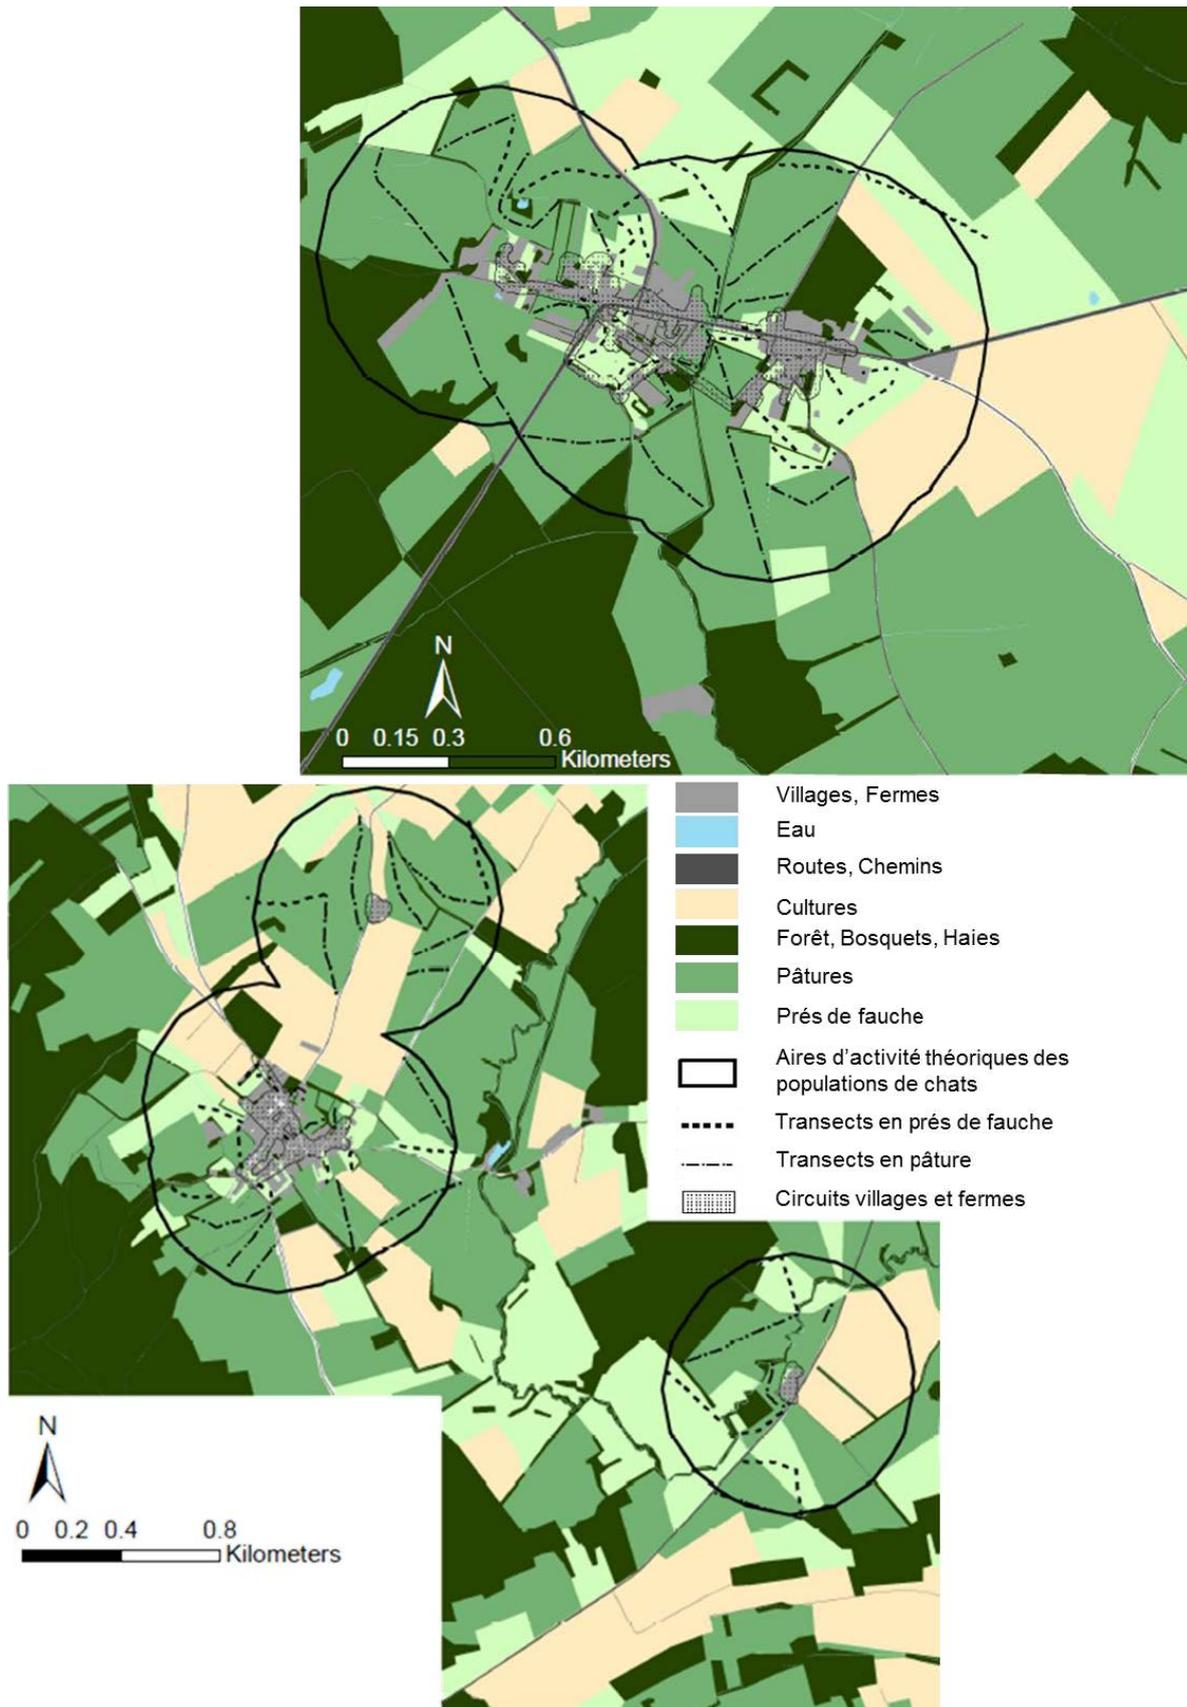 N
0 0.15 0.3 0.6
Kilometers
Villages, Fermes
Eau
Routes, Chemins
Cultures
Forêt, Bosquets, Haies
Pâtures
Prés de fauche
Aires d'activité théoriques des
populations de chats
Transects en prés de fauche
Transects en pâture
Circuits villages et fermes
N
0 0.2 0.4 0.8
Kilometers